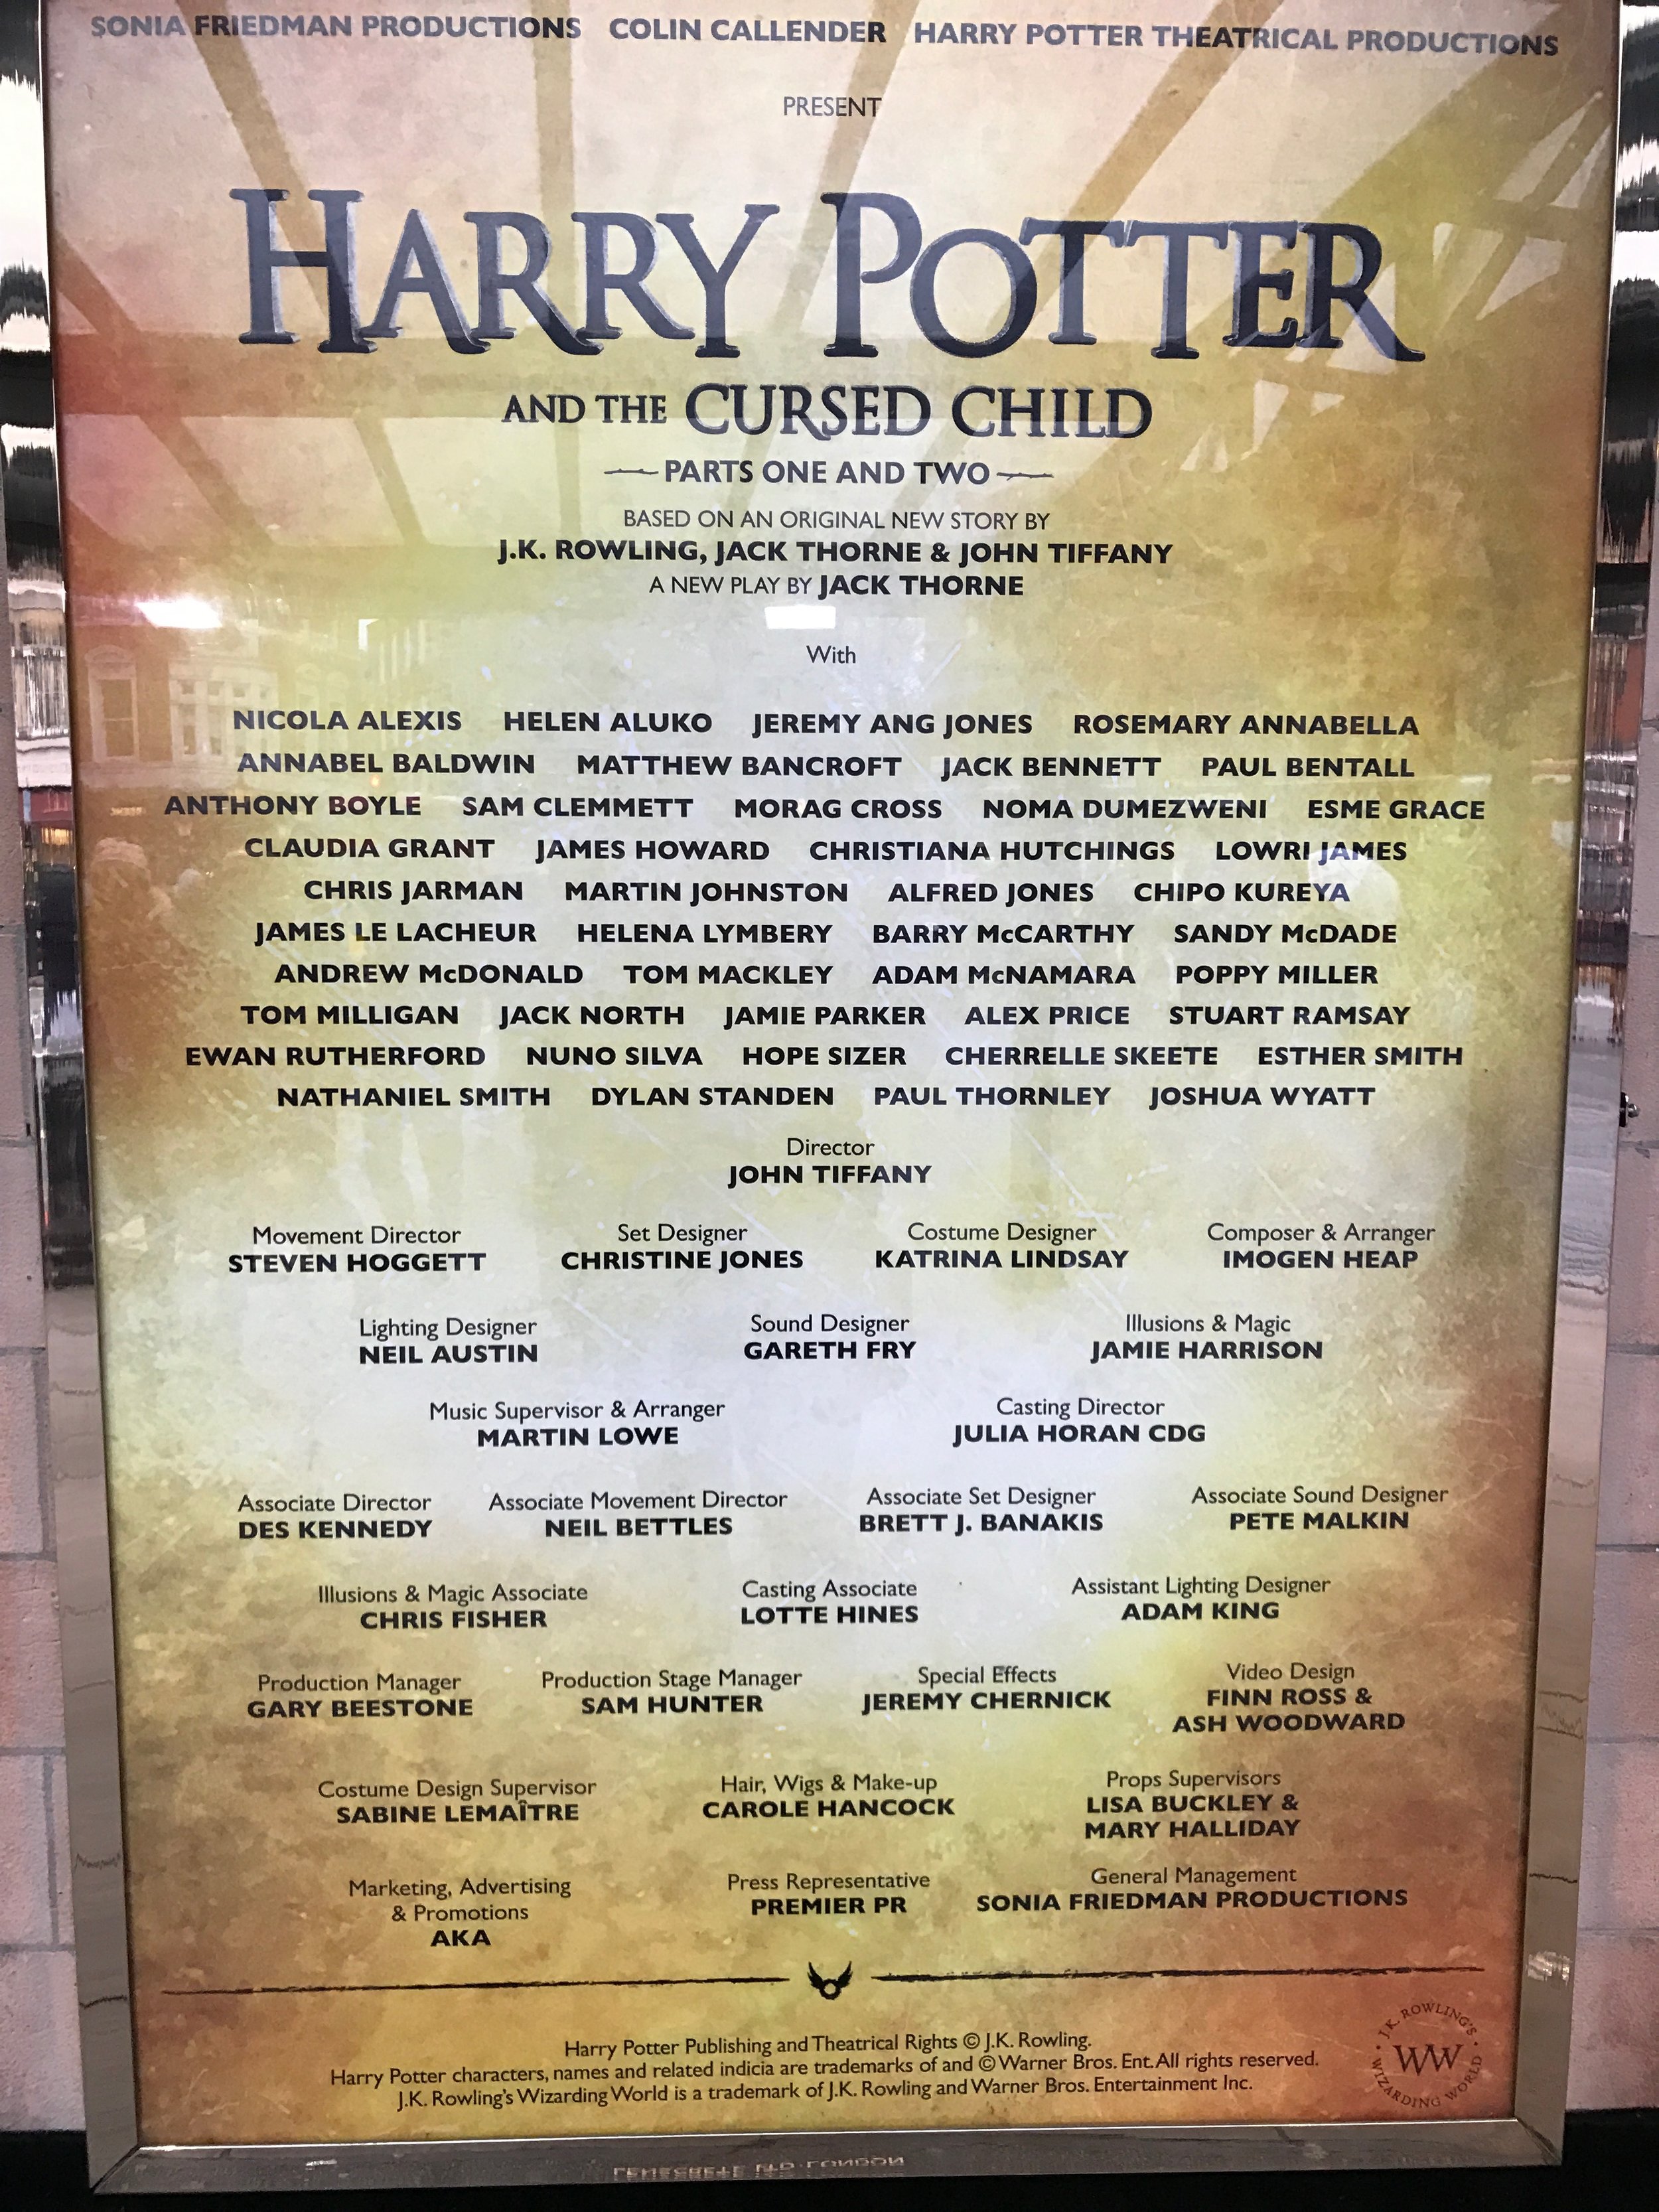 SONIA FRIEDMAN PRODUCTIONS COLIN CALLENDER HARRY POTTER THEATRICAL PRODUCTIONS
PRESENT
HARRY POTTER
AND THE CURSED CHILD
PARTS ONE AND TWO
BASED ON AN ORIGINAL NEW STORY BY
J.K. ROWLING, JACK THORNE & JOHN TIFFANY
A NEW PLAY BY JACK THORNE
With
NICOLA ALEXIS HELEN ALUKO JEREMY ANG JONES ROSEMARY ANNABELLA
ANNABEL BALDWIN MATTHEW BANCROFT JACK BENNETT PAUL BENTALL
ANTHONY BOYLE SAM CLEMMETT MORAG CROSS NOMA DUMEZWENI ESME GRACE
CLAUDIA GRANT JAMES HOWARD CHRISTIANA HUTCHINGS LOWRI JAMES
CHRIS JARMAN MARTIN JOHNSTON ALFRED JONES CHIPO KUREYA
JAMES LE LACHEUR HELENA LYMBERY BARRY McCARTHY SANDY McDADE
ANDREW McDONALD TOM MACKLEY ADAM McNAMARA POPPY MILLER
TOM MILLIGAN JACK NORTH JAMIE PARKER ALEX PRICE STUART RAMSAY
EWAN RUTHERFORD NUNO SILVA HOPE SIZER CHERRELLE SKEETE ESTHER SMITH
NATHANIEL SMITH DYLAN STANDEN PAUL THORNLEY JOSHUA WYATT
Director
JOHN TIFFANY
Movement Director Set Designer Costume Designer Composer & Arranger
STEVEN HOGGETT CHRISTINE JONES KATRINA LINDSAY IMOGEN HEAP
Lighting Designer Sound Designer Illusions & Magic
NEIL AUSTIN GARETH FRY JAMIE HARRISON
Music Supervisor & Arranger Casting Director
MARTIN LOWE JULIA HORAN CDG
Associate Director Associate Movement Director Associate Set Designer Associate Sound Designer
DES KENNEDY NEIL BETTLES BRETT J. BANAKIS PETE MALKIN
Illusions & Magic Associate Casting Associate Assistant Lighting Designer
CHRIS FISHER LOTTE HINES ADAM KING
Production Manager Production Stage Manager Special Effects Video Design
GARY BEESTONE SAM HUNTER JEREMY CHERNICK FINN ROSS &
ASH WOODWARD
Costume Design Supervisor Hair, Wigs & Make-up Props Supervisors
SABINE LEMAÎTRE CAROLE HANCOCK LISA BUCKLEY &
MARY HALLIDAY
Marketing, Advertising Press Representative General Management
& Promotions PREMIER PR SONIA FRIEDMAN PRODUCTIONS
AKA
Harry Potter Publishing and Theatrical Rights © J.K. Rowling.
Harry Potter characters, names and related indicia are trademarks of and © Warner Bros. Ent. All rights reserved.
J.K. Rowling's Wizarding World is a trademark of J.K. Rowling and Warner Bros. Entertainment Inc.
J.K. ROWLING'S
WW
WIZARDING WORLD